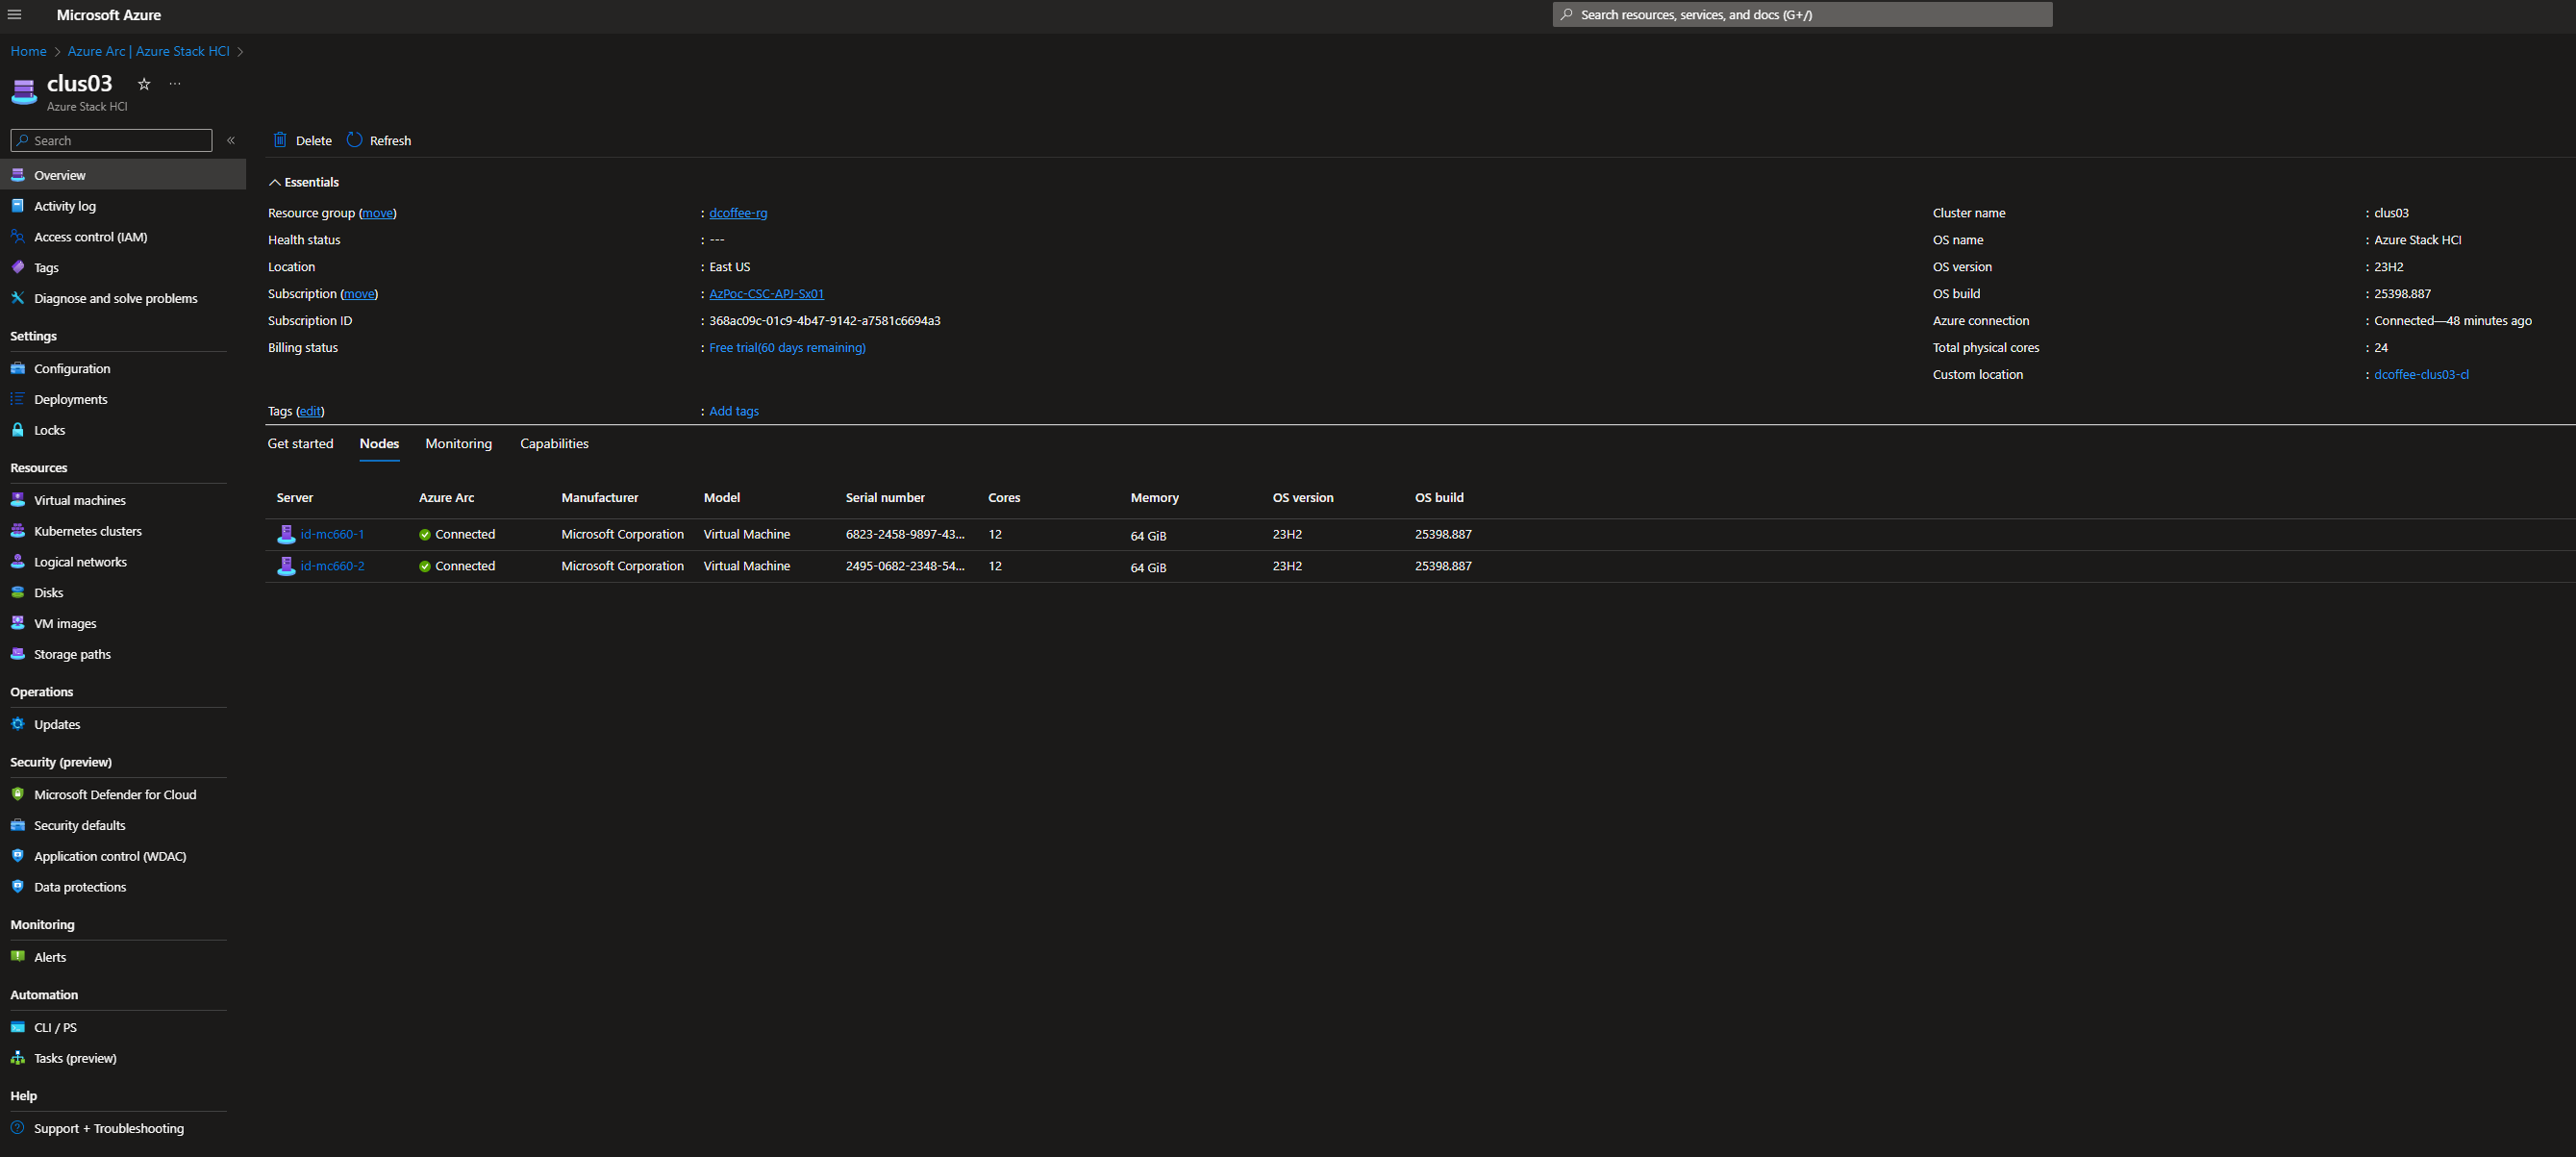 Microsoft Azure
Search resources, services, and docs (G+/)
Home > Azure Arc | Azure Stack HCI >
clus03
Azure Stack HCI
Search
Overview
Activity log
Access control (IAM)
Tags
Diagnose and solve problems
Settings
Configuration
Deployments
Locks
Resources
Virtual machines
Kubernetes clusters
Logical networks
Disks
VM images
Storage paths
Operations
Updates
Security (preview)
Microsoft Defender for Cloud
Security defaults
Application control (WDAC)
Data protections
Monitoring
Alerts
Automation
CLI / PS
Tasks (preview)
Help
Support + Troubleshooting
Delete Refresh
Essentials
Resource group (move) : dcoffee-rg
Health status : ---
Location : East US
Subscription (move) : AzPoc-CSC-APJ-Sx01
Subscription ID : 368ac09c-01c9-4b47-9142-a7581c6694a3
Billing status : Free trial(60 days remaining)
Cluster name : clus03
OS name : Azure Stack HCI
OS version : 23H2
OS build : 25398.887
Azure connection : Connected—48 minutes ago
Total physical cores : 24
Custom location : dcoffee-clus03-cl
Tags (edit) : Add tags
Get started Nodes Monitoring Capabilities
Server Azure Arc Manufacturer Model Serial number Cores Memory OS version OS build
id-mc660-1 Connected Microsoft Corporation Virtual Machine 6823-2458-9897-43... 12 64 GiB 23H2 25398.887
id-mc660-2 Connected Microsoft Corporation Virtual Machine 2495-0682-2348-54... 12 64 GiB 23H2 25398.887